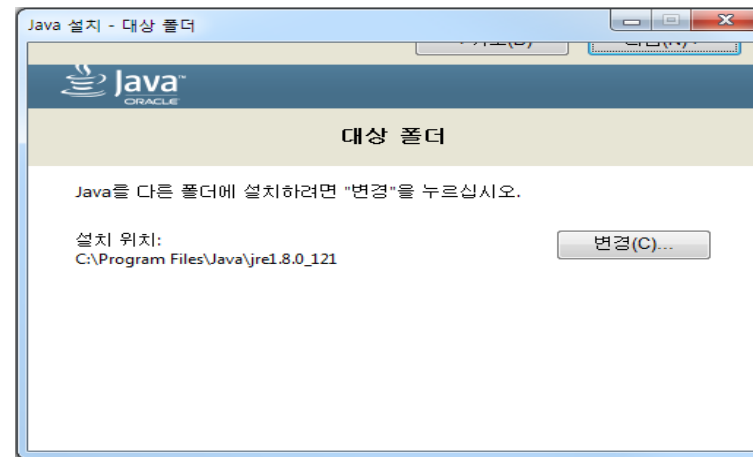 Java 설치 - 대상 폴더
Java™
ORACLE
대상 폴더
Java를 다른 폴더에 설치하려면 "변경"을 누르십시오.
설치 위치:
변경(C)...
C:\Program Files\Java\jre1.8.0_121